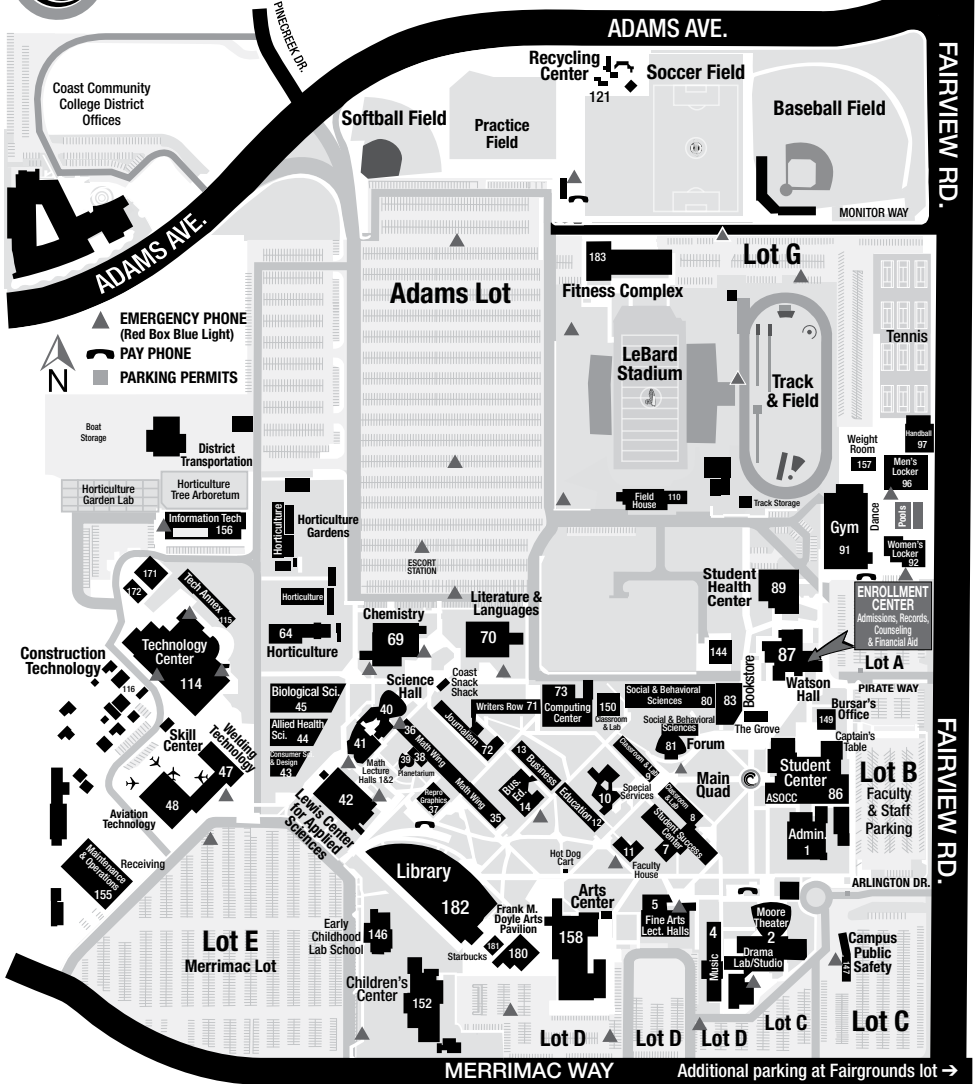 PINECREEK DR.
ADAMS AVE.
FAIRVIEW RD.
Coast Community
College District
Offices
Recycling
Center
121
Soccer Field
Softball Field
Practice
Field
Baseball Field
MONITOR WAY
ADAMS AVE.
183
Fitness Complex
Lot G
Adams Lot
EMERGENCY PHONE
(Red Box Blue Light)
PAY PHONE
PARKING PERMITS
N
LeBard
Stadium
Track
& Field
Tennis
Boat
Storage
District
Transportation
Weight
Room
157
Handball
97
Men's
Locker
96
Horticulture
Garden Lab
Horticulture
Tree Arboretum
Field
House
110
Track Storage
Information Tech
156
Horticulture
Horticulture
Gardens
Gym
91
Dance
Pools
Women's
Locker
92
ESCORT
STATION
171
172
Tech Annex
115
Horticulture
Student
Health
Center
89
ENROLLMENT
CENTER
Admissions, Records,
Counseling
& Financial Aid
Chemistry
69
Literature &
Languages
70
64
Horticulture
Construction
Technology
Technology
Center
114
116
144
87
Watson
Hall
Lot A
PIRATE WAY
Biological Sci.
45
Allied Health
Sci.
44
43
& Design
Science
Hall
40
41
Coast
Snack
Shack
Writers Row 71
73
Computing
Center
150
Classroom
& Lab
Social & Behavioral
Sciences
80
83
Bookstore
The Grove
149
Bursar's
Office
Captain's
Table
FAIRVIEW RD.
Skill
Center
Welding
Technology
47
48
Aviation
Technology
36
Math Wing
38
39
Planetarium
Math
Lecture
Halls 1&2
Journalism
72
13
Business
Education
12
Bus.
Ed.
14
Classroom & Lab
9
Social & Behavioral
Sciences
81
Forum
Main
Quad
Student
Center
ASOCC
86
Lot B
Faculty
& Staff
Parking
42
Lewis Center
for Applied
Sciences
Repro
Graphics
37
Math Wing
35
10
Special
Services
Classroom
& Lab
8
Student Success
Center
7
Admin.
1
Maintenance
& Operations
155
Receiving
Hot Dog
Cart
11
Faculty
House
ARLINGTON DR.
Library
182
Lot E
Merrimac Lot
Early
Childhood
Lab School
146
Frank M.
Doyle Arts
Pavilion
181
180
Starbucks
Arts
Center
158
5
Fine Arts
Lect. Halls
4
Music
Moore
Theater
2
Drama
Lab/Studio
Campus
Public
Safety
147
Children's
Center
152
Lot D
Lot D
Lot D
Lot C
Lot C
MERRIMAC WAY
Additional parking at Fairgrounds lot →